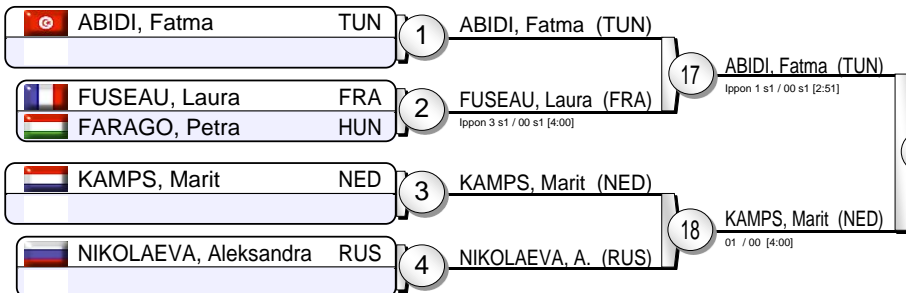 ABIDI, Fatma TUN
1
ABIDI, Fatma (TUN)
FUSEAU, Laura FRA
FARAGO, Petra HUN
2
FUSEAU, Laura (FRA)
Ippon 3 s1 / 00 s1 [4:00]
17
ABIDI, Fatma (TUN)
Ippon 1 s1 / 00 s1 [2:51]
KAMPS, Marit NED
3
KAMPS, Marit (NED)
NIKOLAEVA, Aleksandra RUS
4
NIKOLAEVA, A. (RUS)
18
KAMPS, Marit (NED)
01 / 00 [4:00]